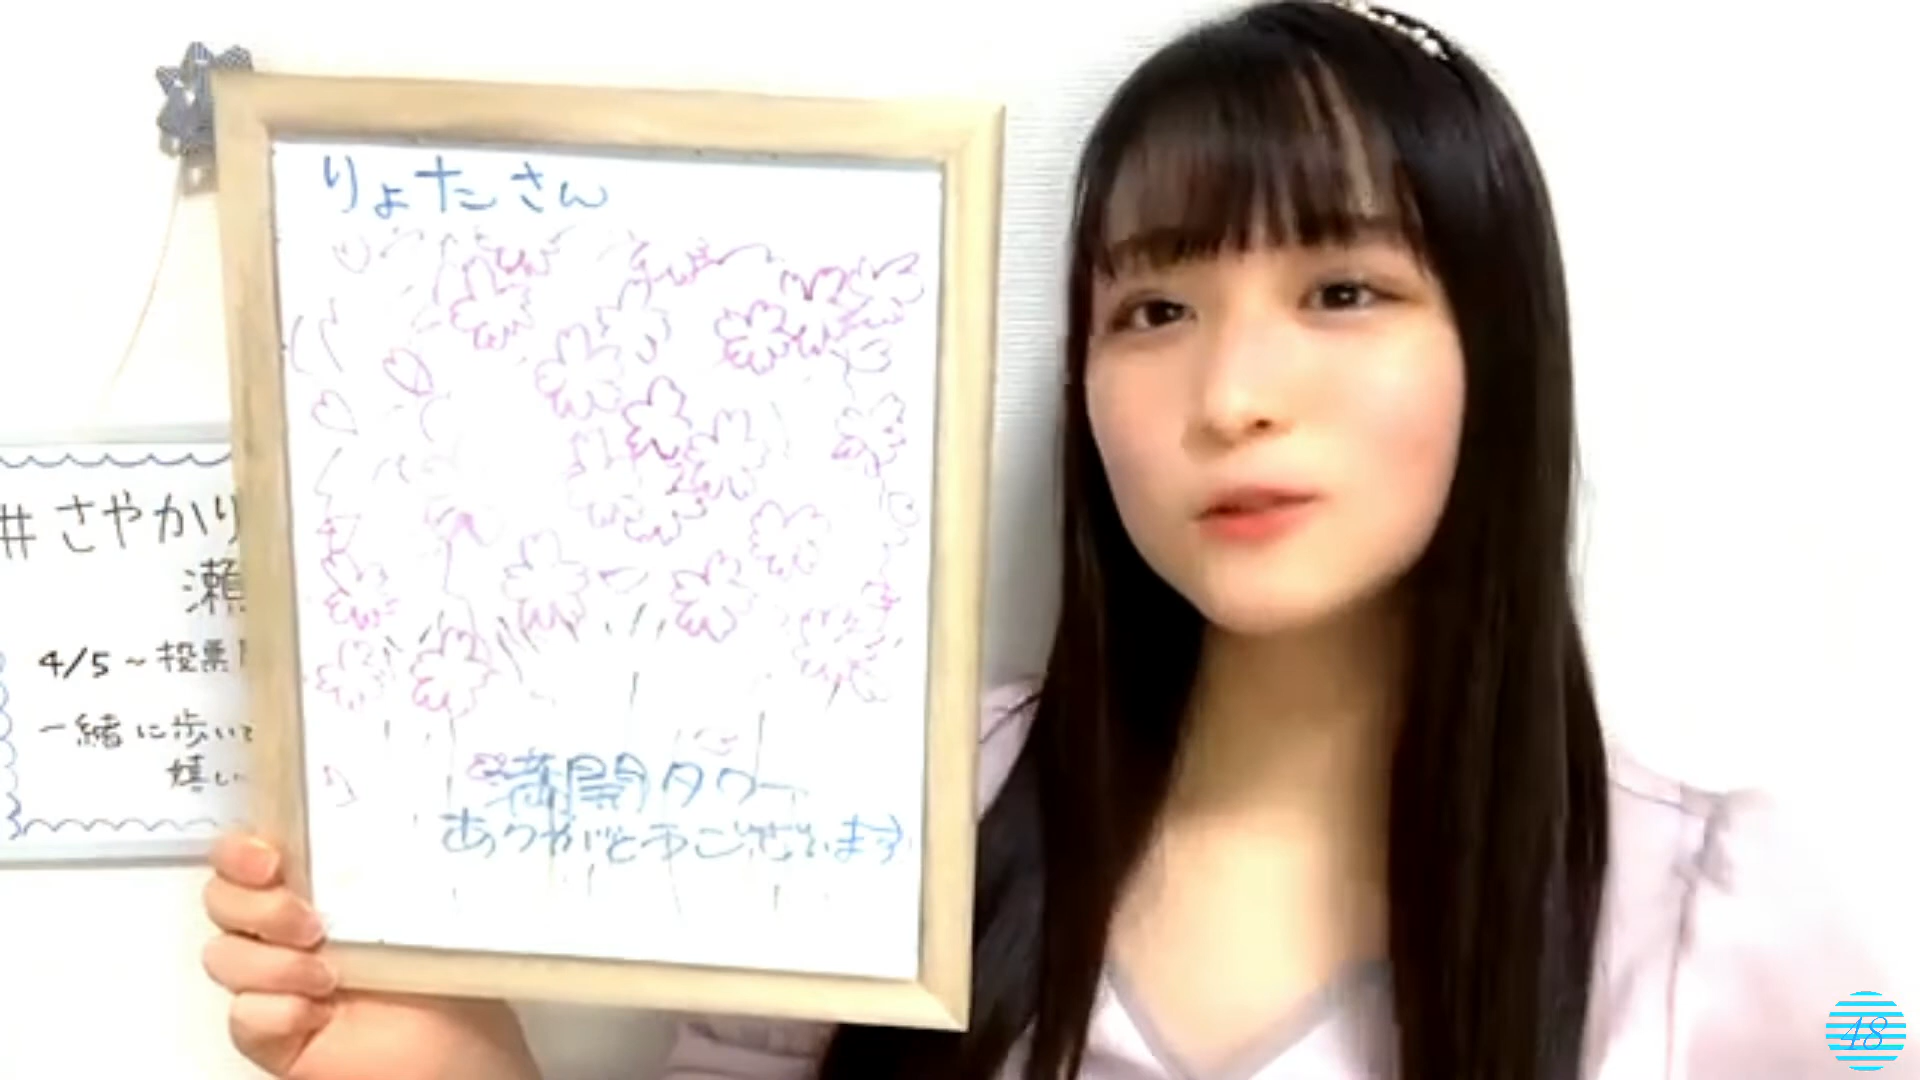 りょたさん
満開タワー
ありがとうございます
#さやかり
瀬
4/5~投票
一緒に歩いて
嬉し
48